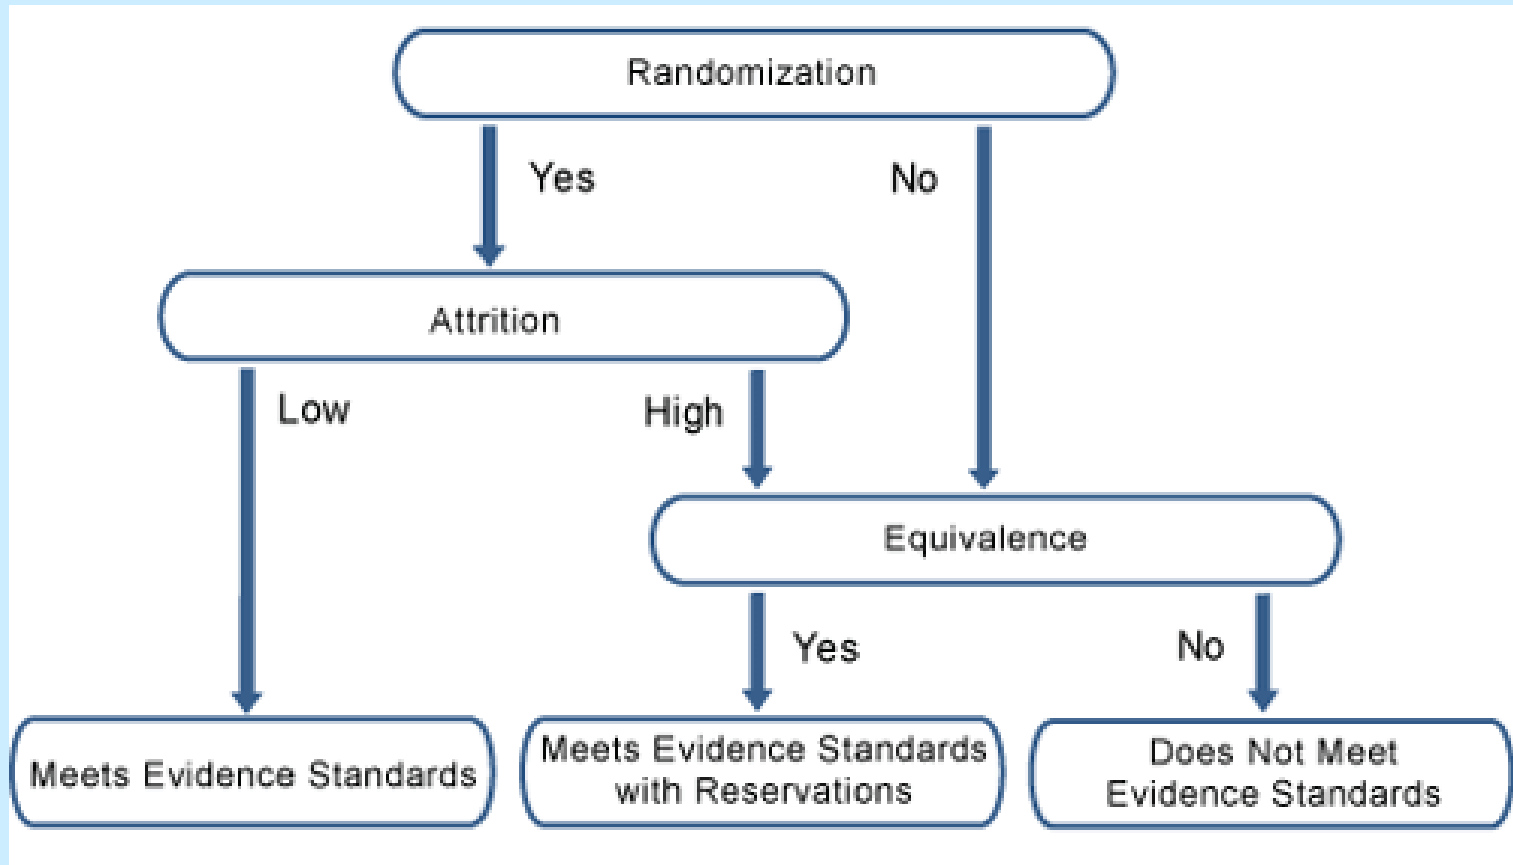 Randomization
Yes
No
Attrition
Low
High
Equivalence
Yes
No
Meets Evidence Standards
Meets Evidence Standards
with Reservations
Does Not Meet
Evidence Standards